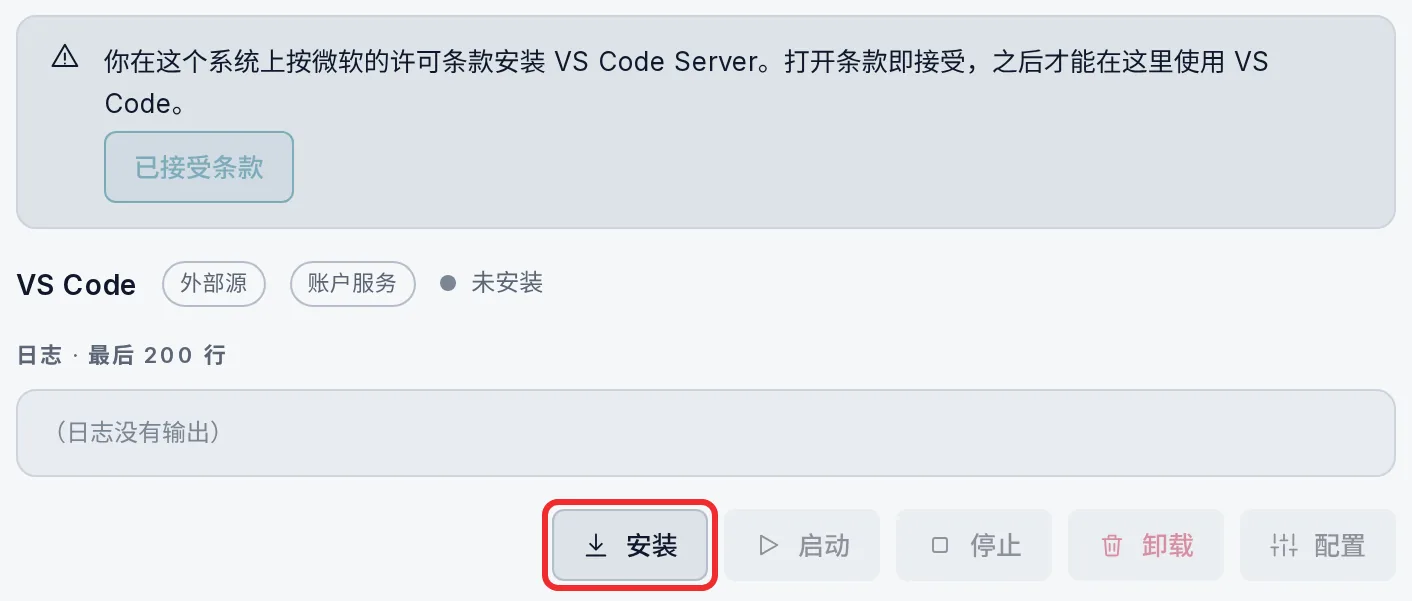 你在这个系统上按微软的许可条款安装 VS Code Server。打开条款即接受，之后才能在这里使用 VS
Code。
已接受条款
VS Code 外部源 账户服务 未安装
日志 · 最后 200 行
（日志没有输出）
安装 启动 停止 卸载 配置